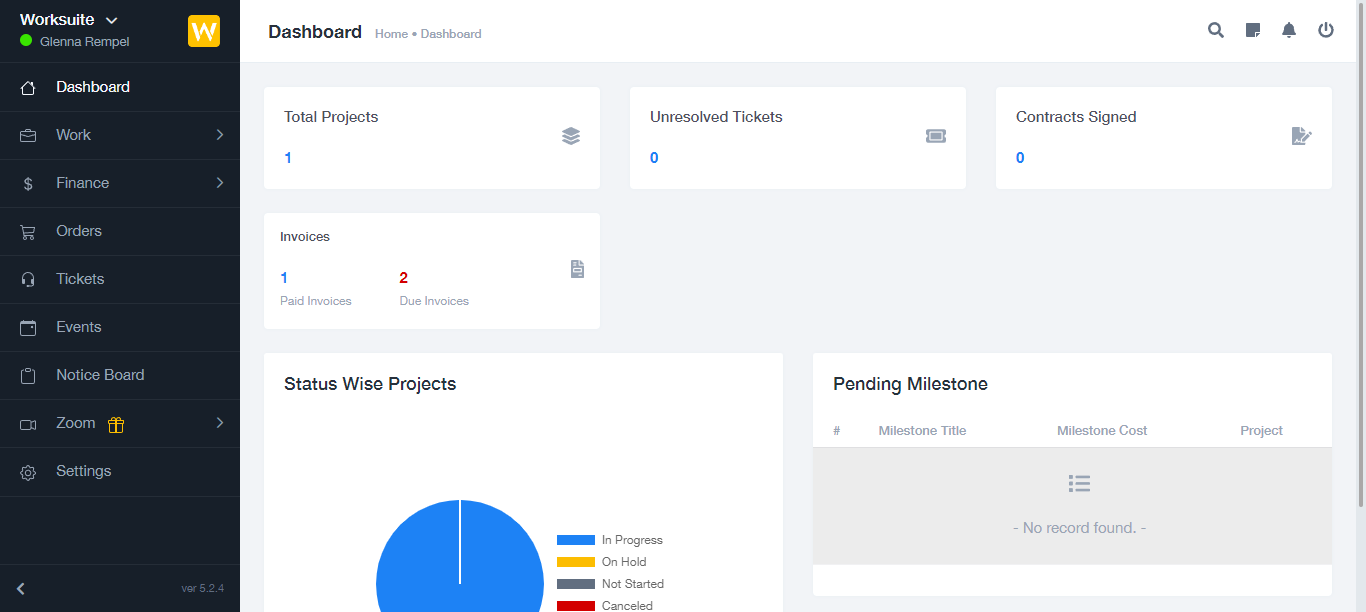 Worksuite
Glenna Rempel
W
Dashboard
Work
Finance
Orders
Tickets
Events
Notice Board
Zoom
Settings
ver 5.2.4
Dashboard Home • Dashboard
Total Projects
1
Unresolved Tickets
0
Contracts Signed
0
Invoices
1
Paid Invoices
2
Due Invoices
Status Wise Projects
In Progress
On Hold
Not Started
Canceled
Pending Milestone
# Milestone Title Milestone Cost Project
- No record found. -